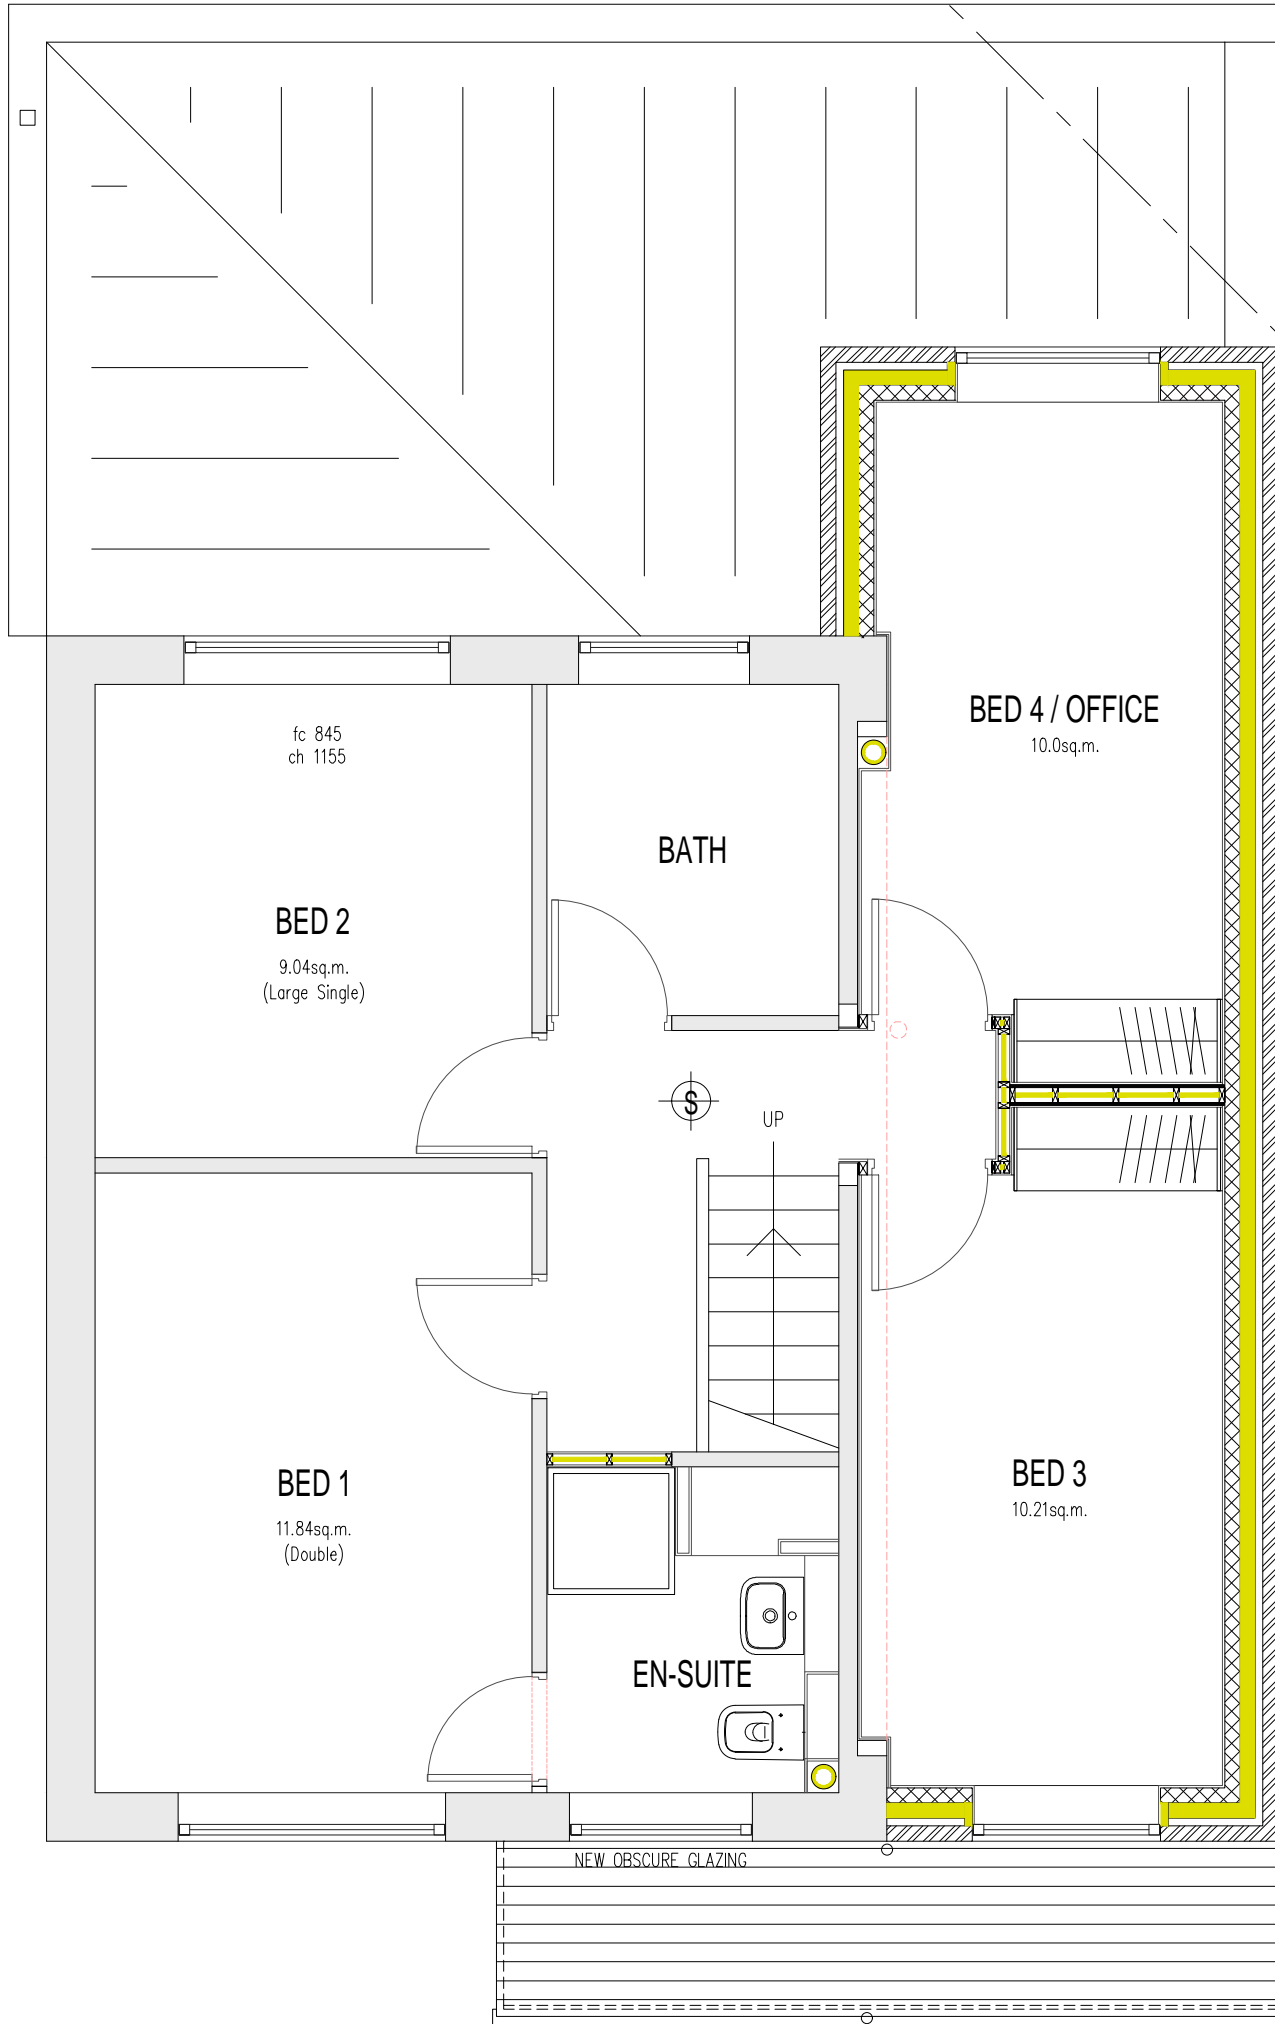 BED 4 / OFFICE
10.0sq.m.
fc 845
ch 1155
BATH
BED 2
9.04sq.m.
(Large Single)
S
UP
BED 3
10.21sq.m.
BED 1
11.84sq.m.
(Double)
EN-SUITE
NEW OBSCURE GLAZING